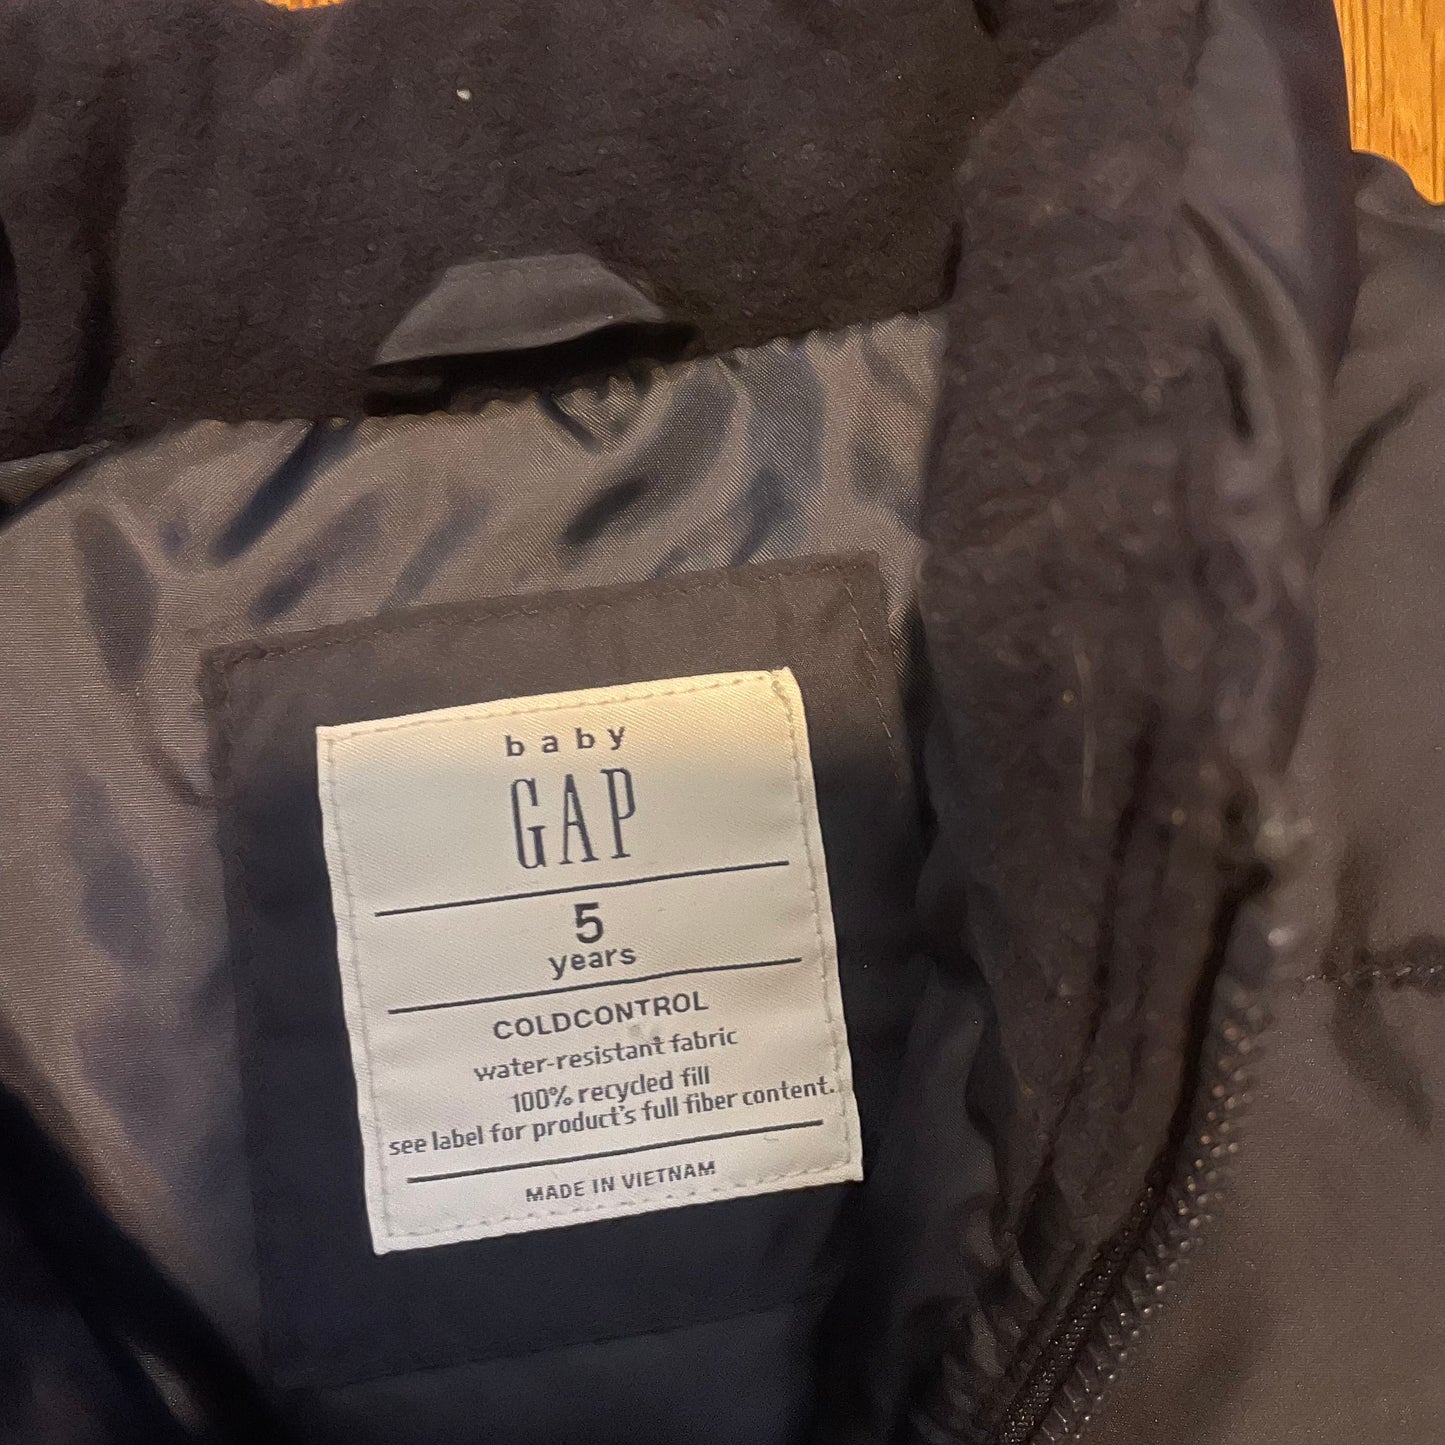 baby
GAP
5
years
COLDCONTROL
water-resistant fabric
100% recycled fill
see label for product's full fiber content.
MADE IN VIETNAM